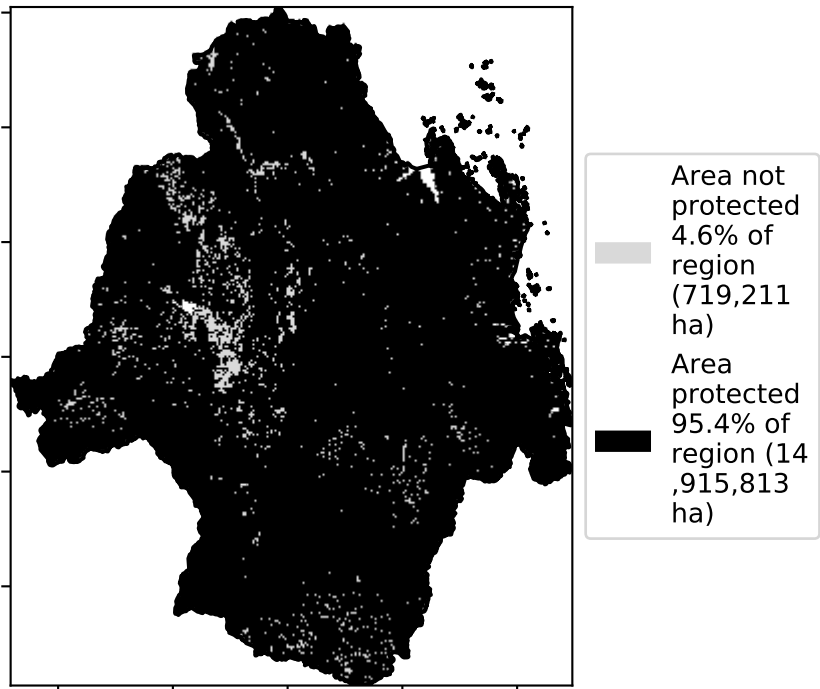 Area not
protected
4.6% of
region
(719,211
ha)
Area
protected
95.4% of
region (14
,915,813
ha)